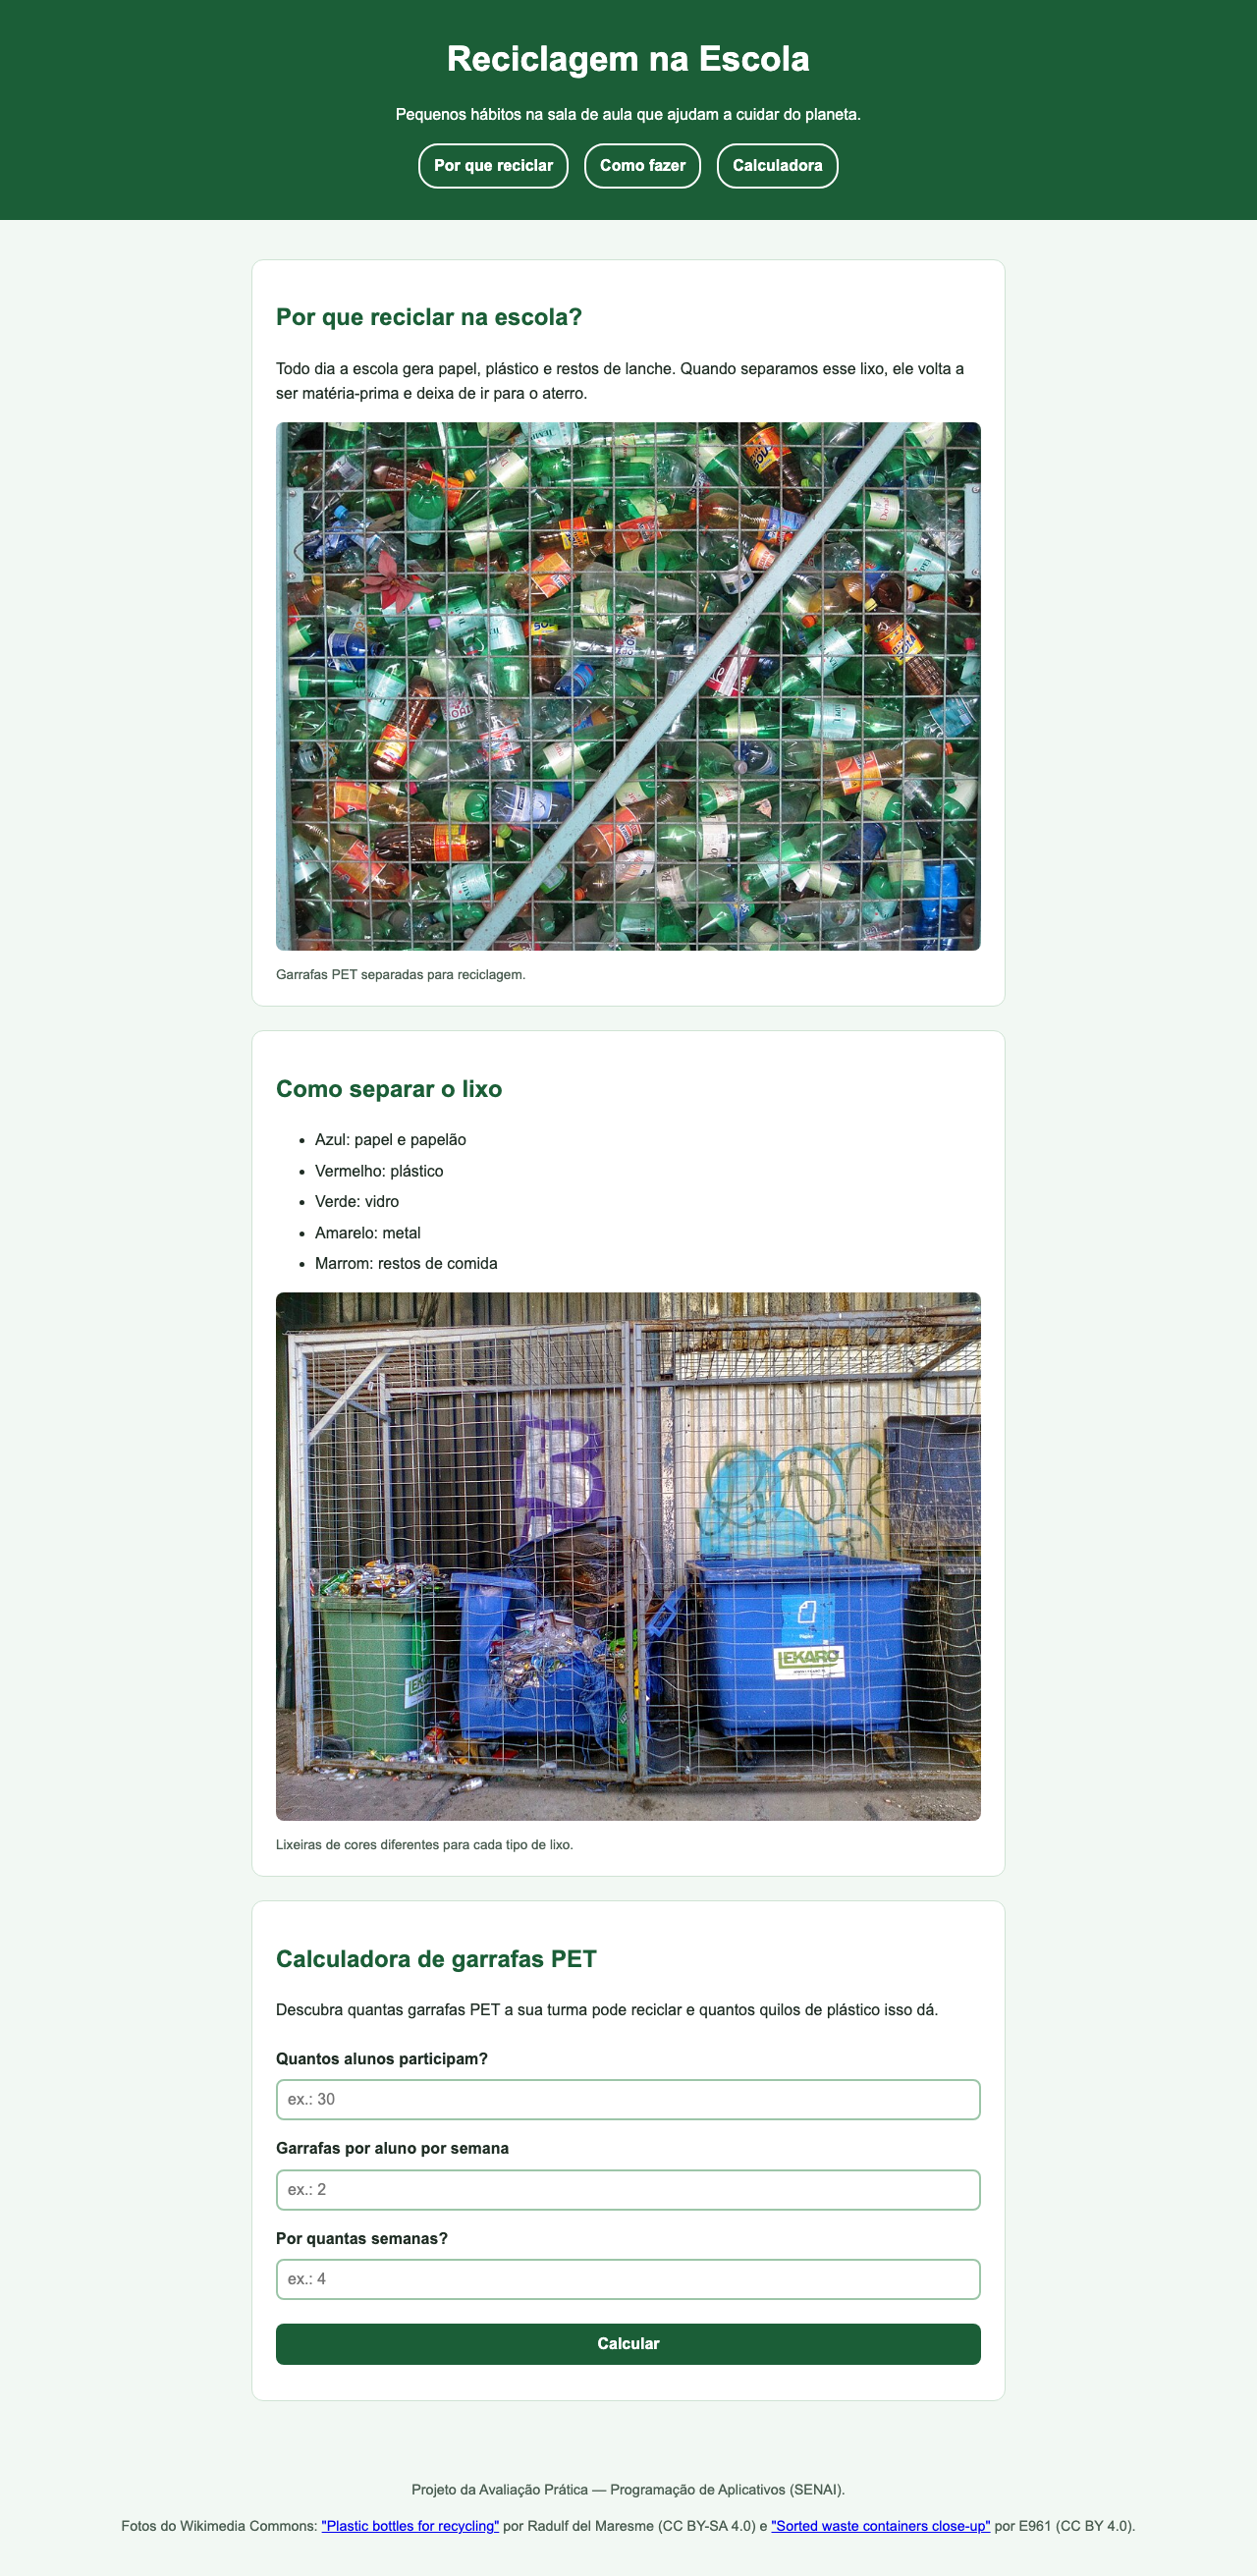 Reciclagem na Escola
Pequenos hábitos na sala de aula que ajudam a cuidar do planeta.
Por que reciclar Como fazer Calculadora
Por que reciclar na escola?
Todo dia a escola gera papel, plástico e restos de lanche. Quando separamos esse lixo, ele volta a
ser matéria-prima e deixa de ir para o aterro.
Garrafas PET separadas para reciclagem.
Como separar o lixo
Azul: papel e papelão
Vermelho: plástico
Verde: vidro
Amarelo: metal
Marrom: restos de comida
LEKARO
Lixeiras de cores diferentes para cada tipo de lixo.
Calculadora de garrafas PET
Descubra quantas garrafas PET a sua turma pode reciclar e quantos quilos de plástico isso dá.
Quantos alunos participam?
ex.: 30
Garrafas por aluno por semana
ex.: 2
Por quantas semanas?
ex.: 4
Calcular
Projeto da Avaliação Prática — Programação de Aplicativos (SENAI).
Fotos do Wikimedia Commons: "Plastic bottles for recycling" por Radulf del Maresme (CC BY-SA 4.0) e "Sorted waste containers close-up" por E961 (CC BY 4.0).